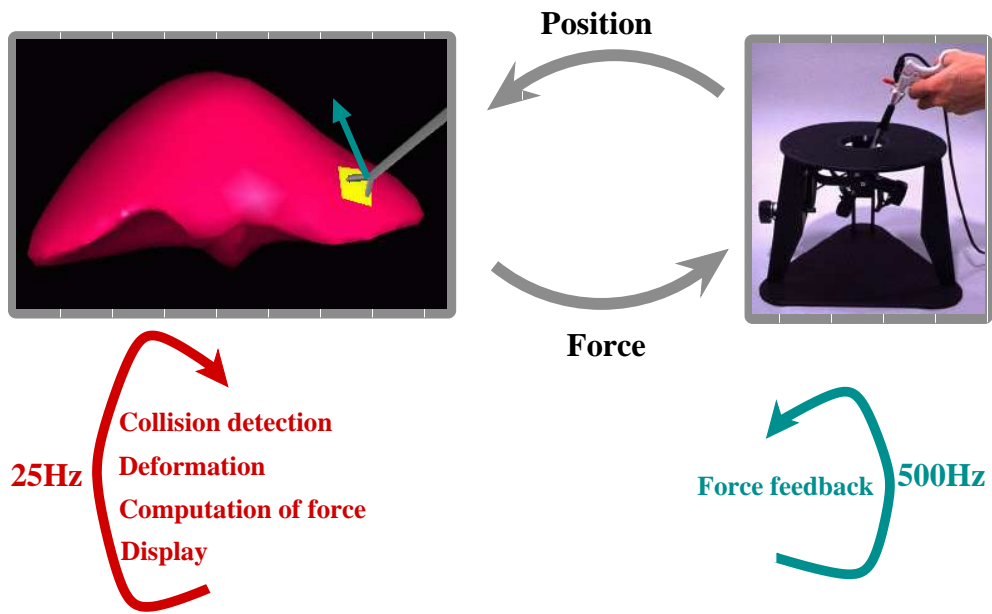 Position
Force
25Hz
Collision detection
Deformation
Computation of force
Display
Force feedback
500Hz